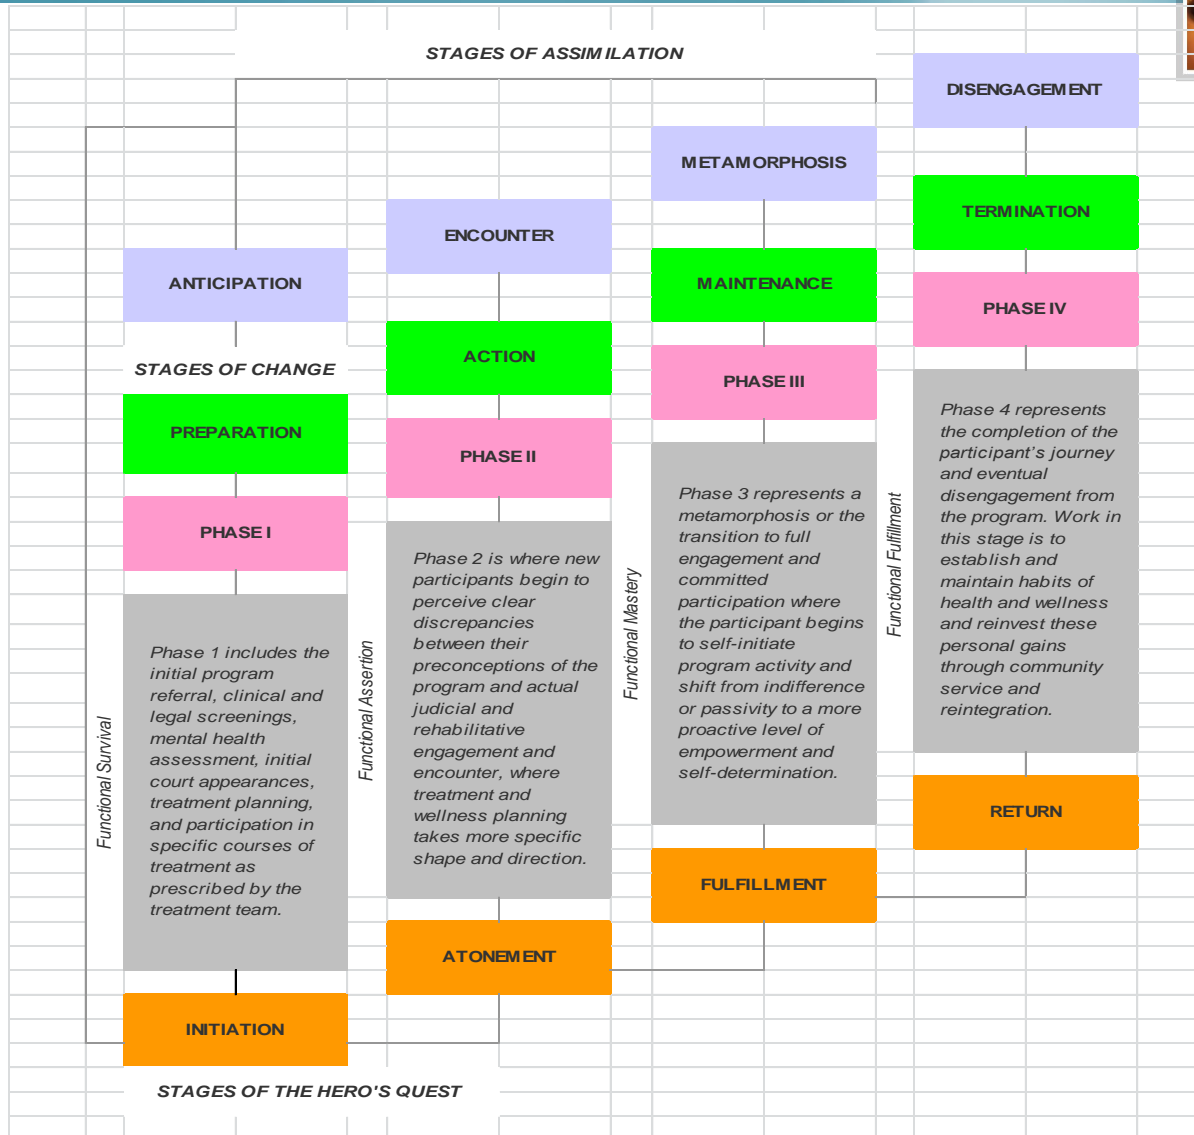 STAGES OF ASSIMILATION
ANTICIPATION
STAGES OF CHANGE
PREPARATION
PHASE I
Functional Survival
Phase 1 includes the
initial program
referral, clinical and
legal screenings,
mental health
assessment, initial
court appearances,
treatment planning,
and participation in
specific courses of
treatment as
prescribed by the
treatment team.
INITIATION
STAGES OF THE HERO'S QUEST
ENCOUNTER
ACTION
PHASE II
Functional Assertion
Phase 2 is where new
participants begin to
perceive clear
discrepancies
between their
preconceptions of the
program and actual
judicial and
rehabilitative
engagement and
encounter, where
treatment and
wellness planning
takes more specific
shape and direction.
ATONEMENT
METAMORPHOSIS
MAINTENANCE
PHASE III
Functional Mastery
Phase 3 represents a
metamorphosis or the
transition to full
engagement and
committed
participation where
the participant begins
to self-initiate
program activity and
shift from indifference
or passivity to a more
proactive level of
empowerment and
self-determination.
FULFILLMENT
DISENGAGEMENT
TERMINATION
PHASE IV
Functional Fulfillment
Phase 4 represents
the completion of the
participant's journey
and eventual
disengagement from
the program. Work in
this stage is to
establish and
maintain habits of
health and wellness
and reinvest these
personal gains
through community
service and
reintegration.
RETURN